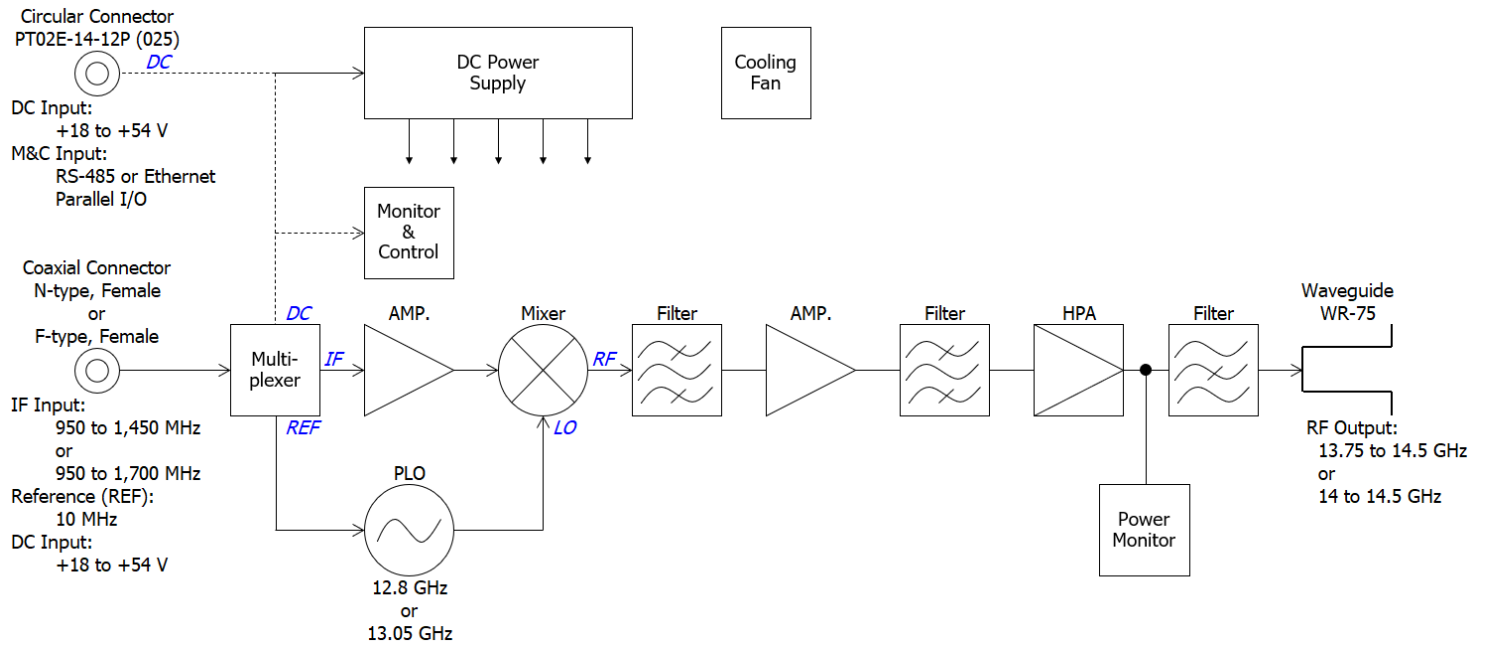 Circular Connector
PT02E-14-12P (025)
DC
DC Input:
+18 to +54 V
M&C Input:
RS-485 or Ethernet
Parallel I/O
DC Power
Supply
Cooling
Fan
Monitor
&
Control
Coaxial Connector
N-type, Female
or
F-type, Female
IF Input:
950 to 1,450 MHz
or
950 to 1,700 MHz
Reference (REF):
10 MHz
DC Input:
+18 to +54 V
DC
Multi-
plexer
IF
REF
AMP.
Mixer
RF
LO
PLO
12.8 GHz
or
13.05 GHz
Filter
AMP.
Filter
HPA
Filter
Power
Monitor
Waveguide
WR-75
RF Output:
13.75 to 14.5 GHz
or
14 to 14.5 GHz